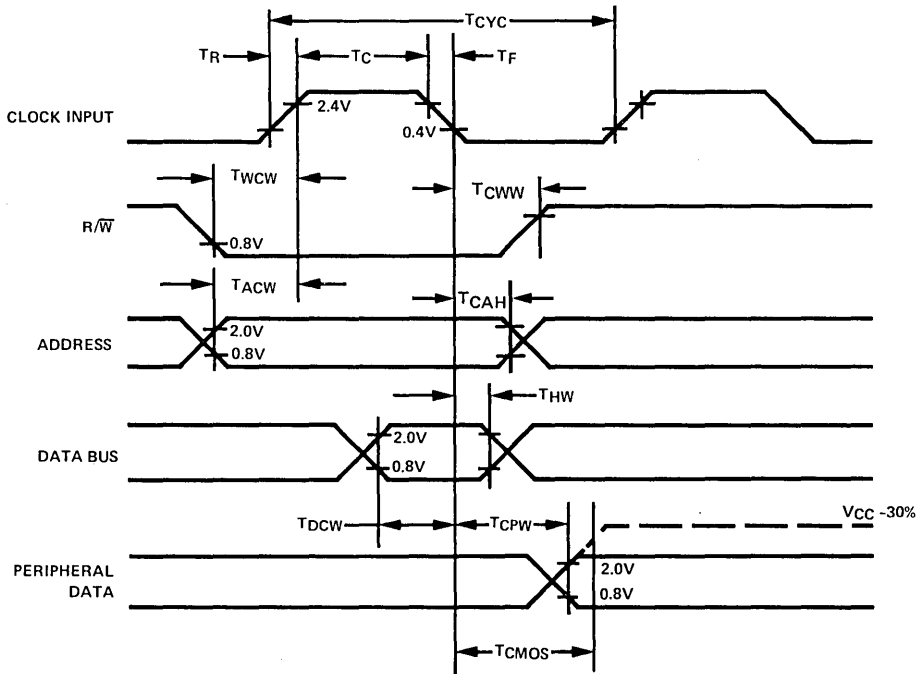 TCYC
TR
TC
TF
CLOCK INPUT
2.4V
0.4V
TWCW
TCWW
R/W̅
0.8V
TACW
TCAH
ADDRESS
2.0V
0.8V
THW
DATA BUS
2.0V
0.8V
TDCW
TCPW
VCC -30%
PERIPHERAL
DATA
2.0V
0.8V
TCMOS